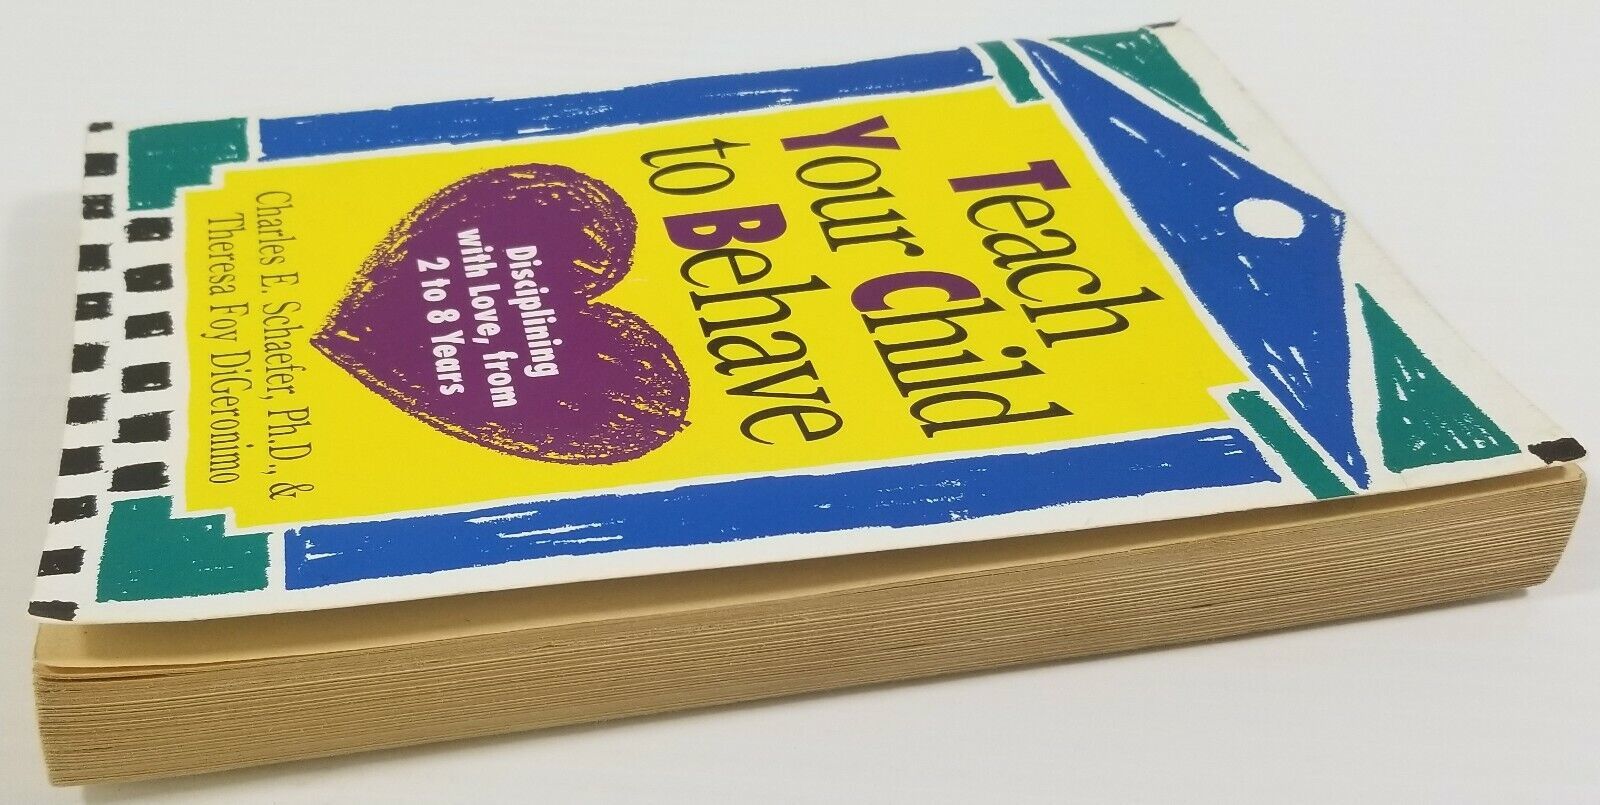 Teach
Your Child
to Behave
Disciplining
with Love, from
2 to 8 Years
Charles E. Schaefer, Ph.D., &
Theresa Foy DiGeronimo